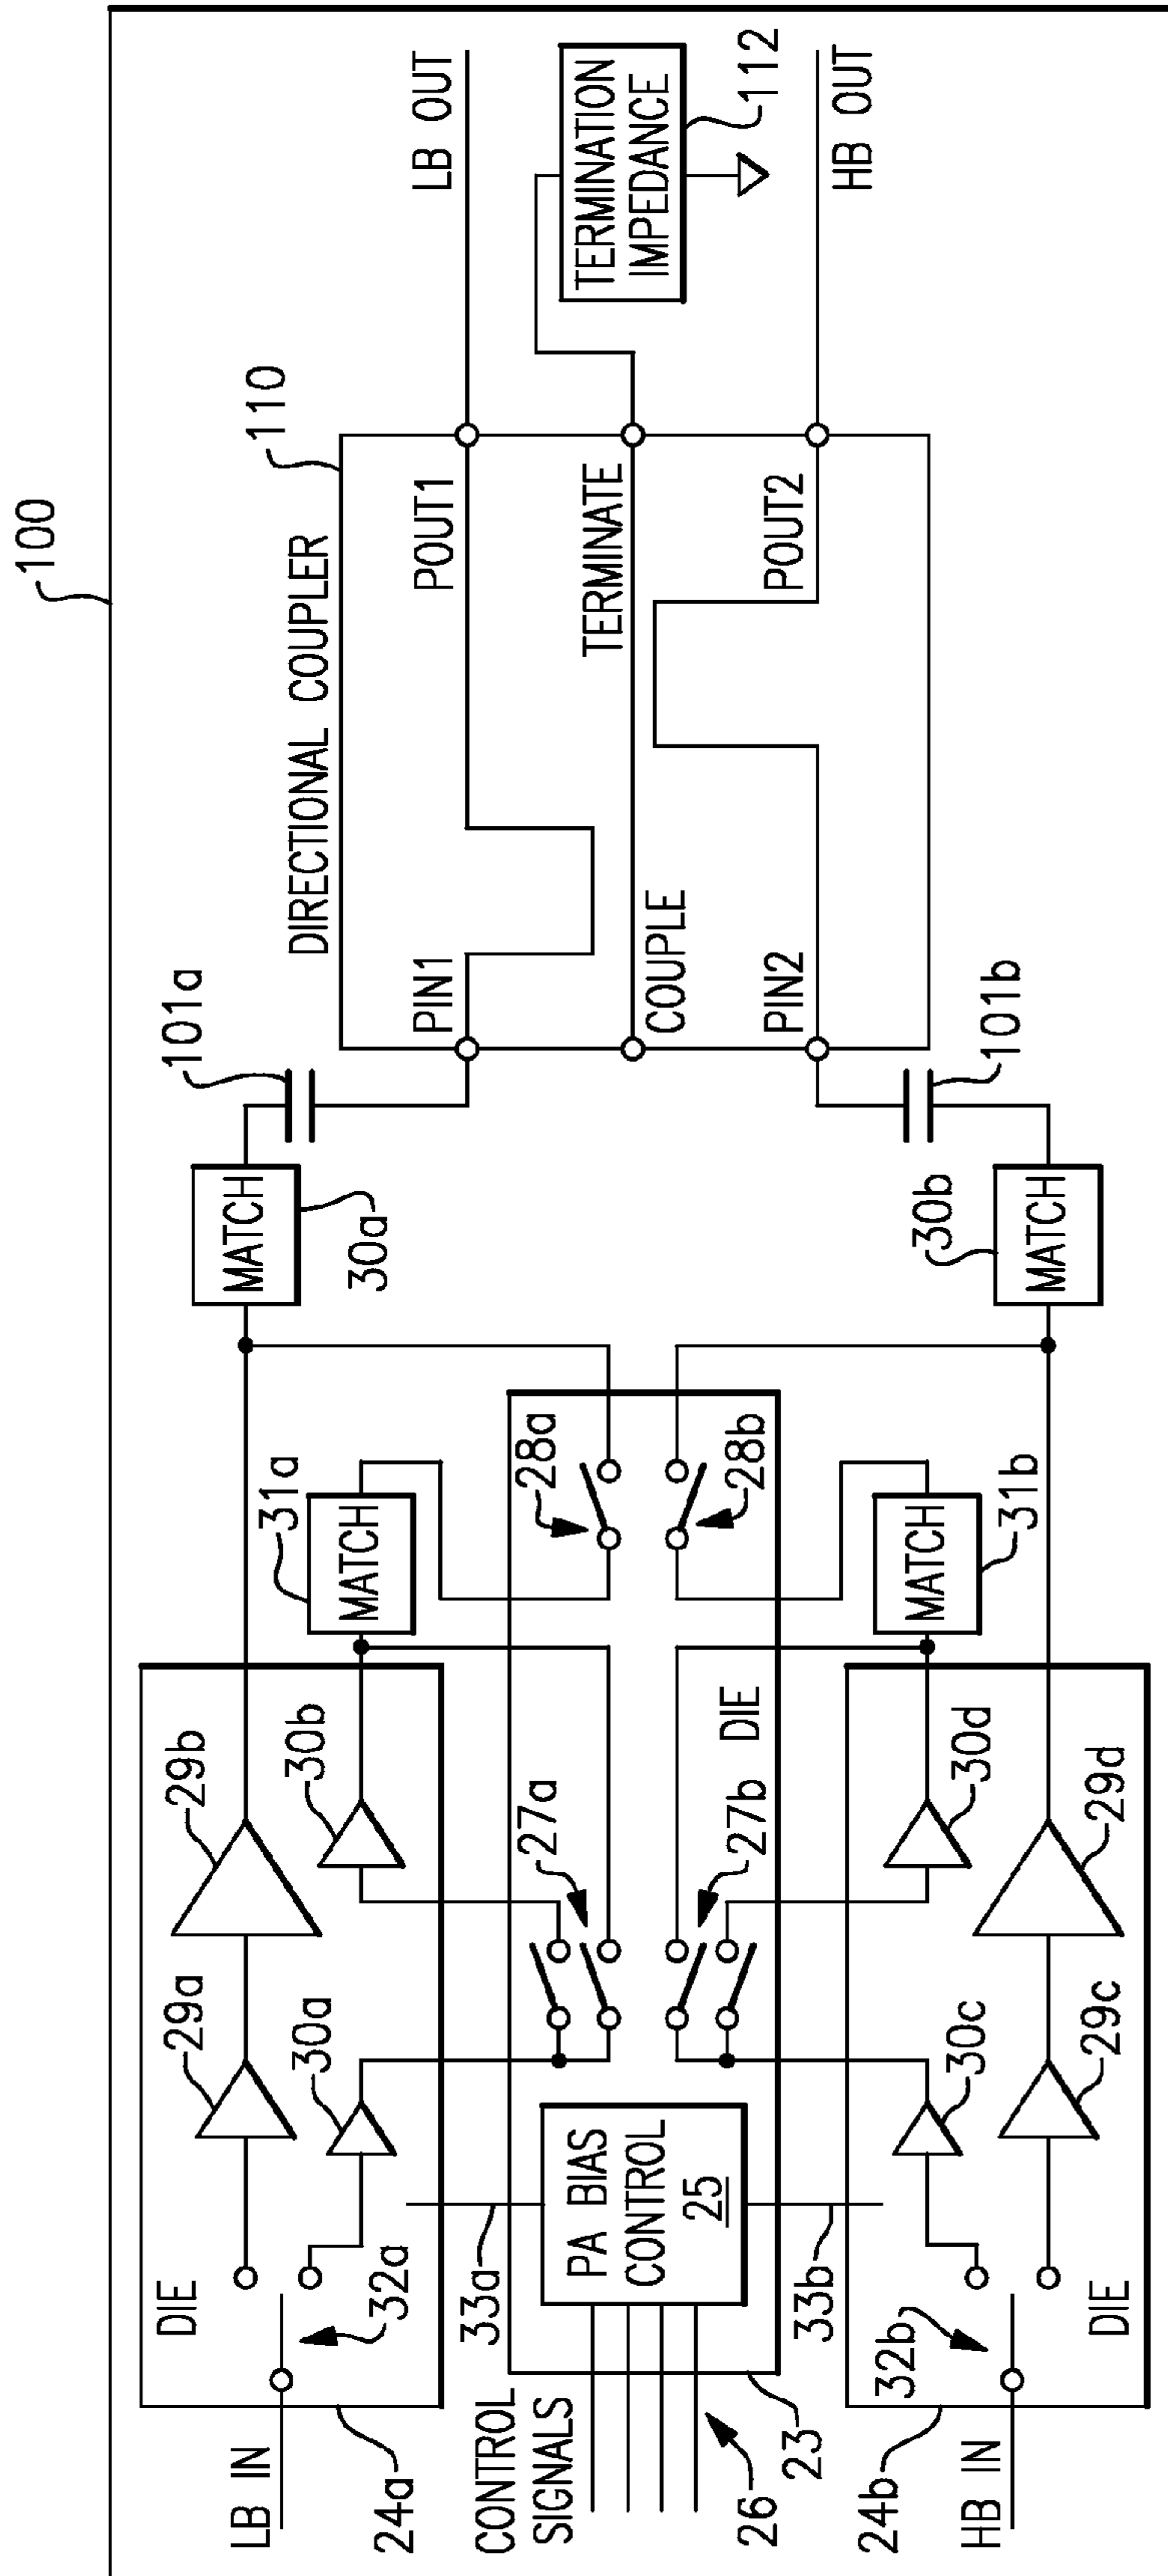 100
LB IN
24a
DIE
32a
29a
29b
30a
30b
31a
MATCH
MATCH
30a
101a
110
DIRECTIONAL COUPLER
PIN1
POUT1
LB OUT
CONTROL
SIGNALS
26
23
33a
PA BIAS
CONTROL
25
33b
27a
27b
DIE
28a
28b
COUPLE
TERMINATE
TERMINATION
IMPEDANCE
112
HB IN
24b
32b
DIE
30c
29c
30d
29d
MATCH
31b
30b
MATCH
101b
PIN2
POUT2
HB OUT